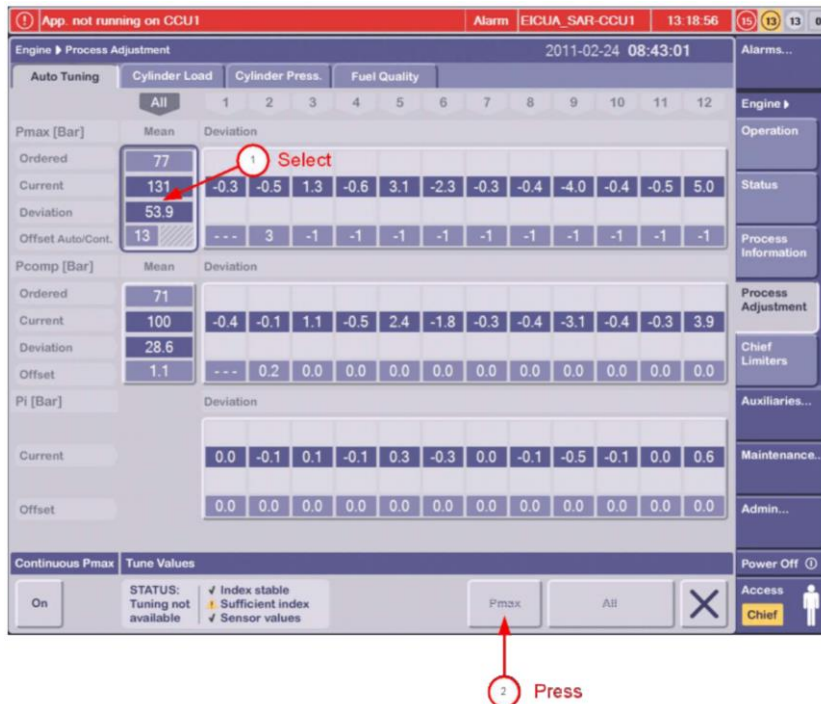 App. not running on CCU1 Alarm EICUA_SAR-CCU1 13:18:56 15 13 13 0
Engine Process Adjustment 2011-02-24 08:43:01 Alarms...
Auto Tuning Cylinder Load Cylinder Press. Fuel Quality
All 1 2 3 4 5 6 7 8 9 10 11 12 Engine
Pmax [Bar] Mean Deviation Operation
Ordered 77 1 Select
Current 131 -0.3 -0.5 1.3 -0.6 3.1 -2.3 -0.3 -0.4 -4.0 -0.4 -0.5 5.0 Status
Deviation 53.9
Offset Auto/Cont. 13 --- 3 -1 -1 -1 -1 -1 -1 -1 -1 -1 -1 Process
Information
Pcomp [Bar] Mean Deviation
Ordered 71 Process
Adjustment
Current 100 -0.4 -0.1 1.1 -0.5 2.4 -1.8 -0.3 -0.4 -3.1 -0.4 -0.3 3.9
Deviation 28.6 Chief
Limiters
Offset 1.1 --- 0.2 0.0 0.0 0.0 0.0 0.0 0.0 0.0 0.0 0.0 0.0
Pi [Bar] Deviation Auxiliaries...
Current 0.0 -0.1 0.1 -0.1 0.3 -0.3 0.0 -0.1 -0.5 -0.1 0.0 0.6 Maintenance..
Offset 0.0 0.0 0.0 0.0 0.0 0.0 0.0 0.0 0.0 0.0 0.0 0.0 Admin...
Continuous Pmax Tune Values Power Off
STATUS: Index stable Access
On Tuning not Sufficient index Pmax All
available Sensor values Chief
2 Press